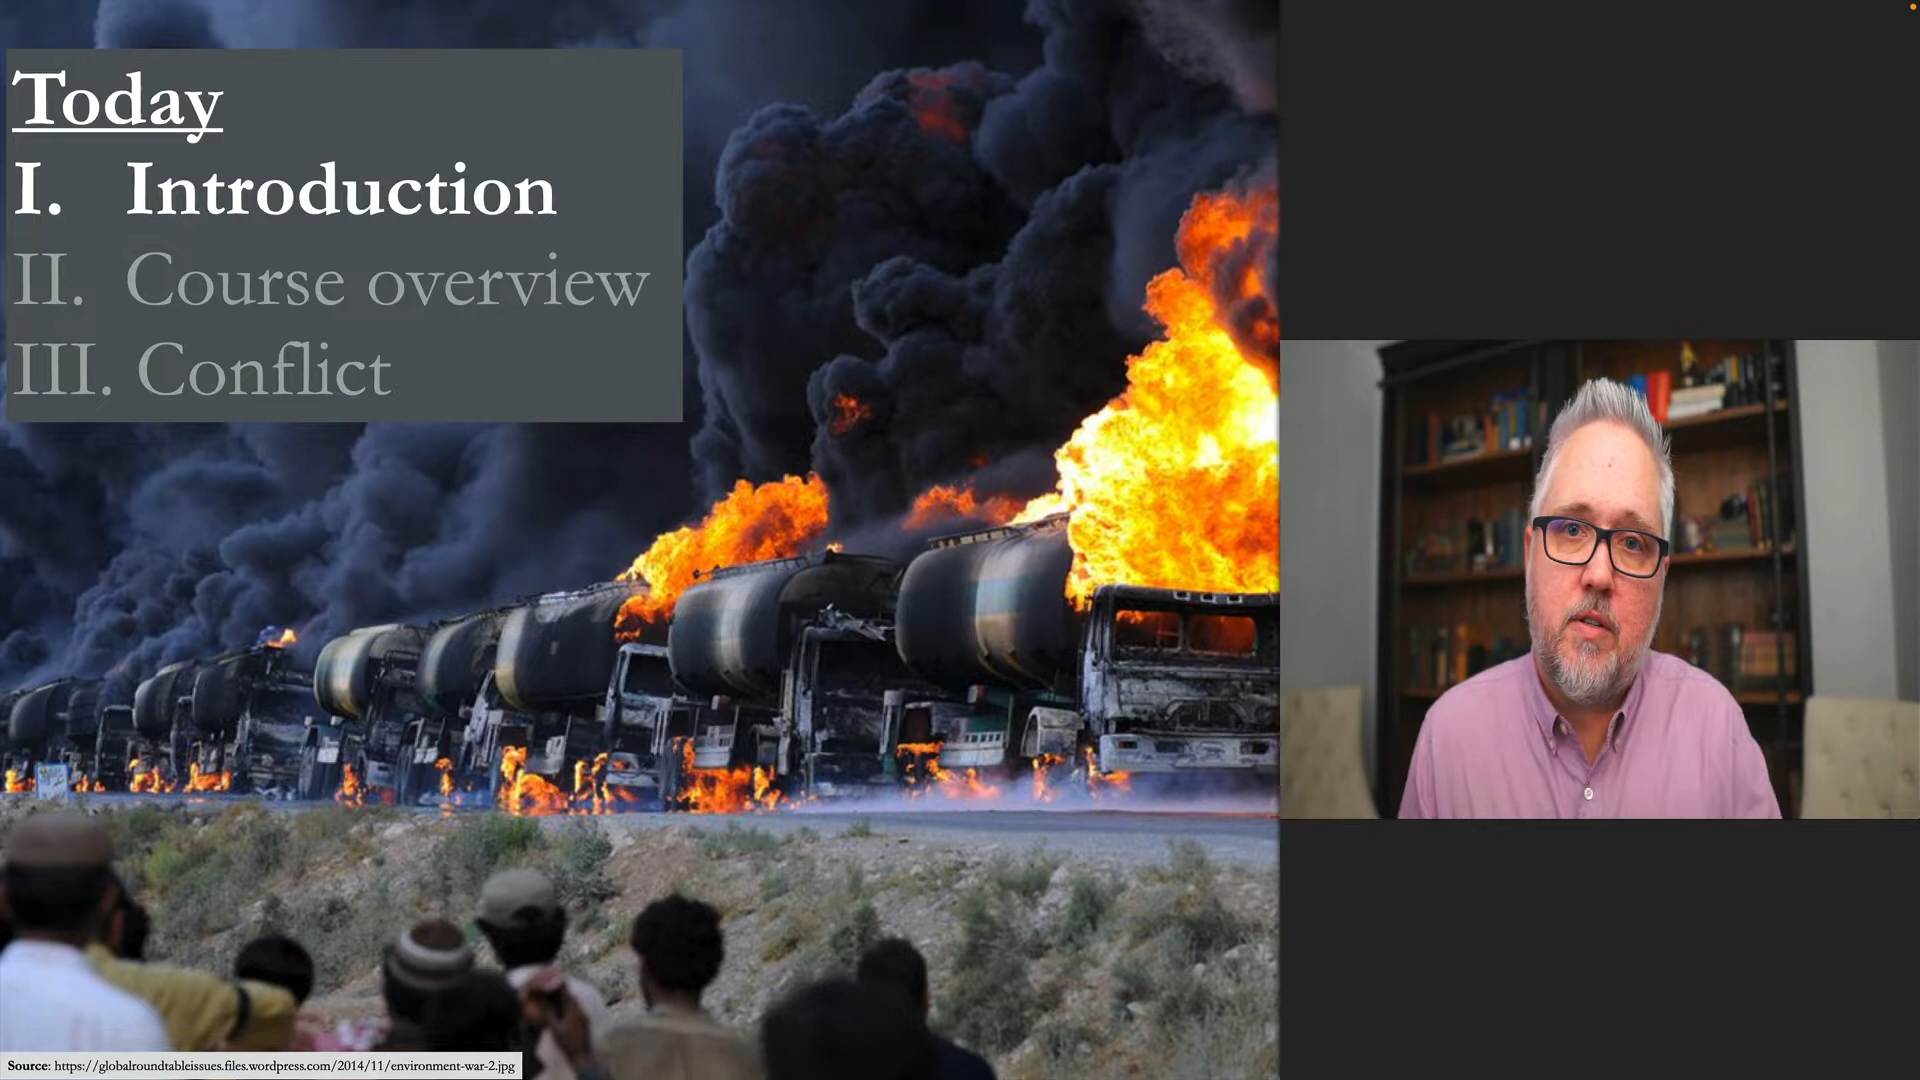 Today
I. Introduction
II. Course overview
III. Conflict
Source: https://globalroundtableissues.files.wordpress.com/2014/11/environment-war-2.jpg